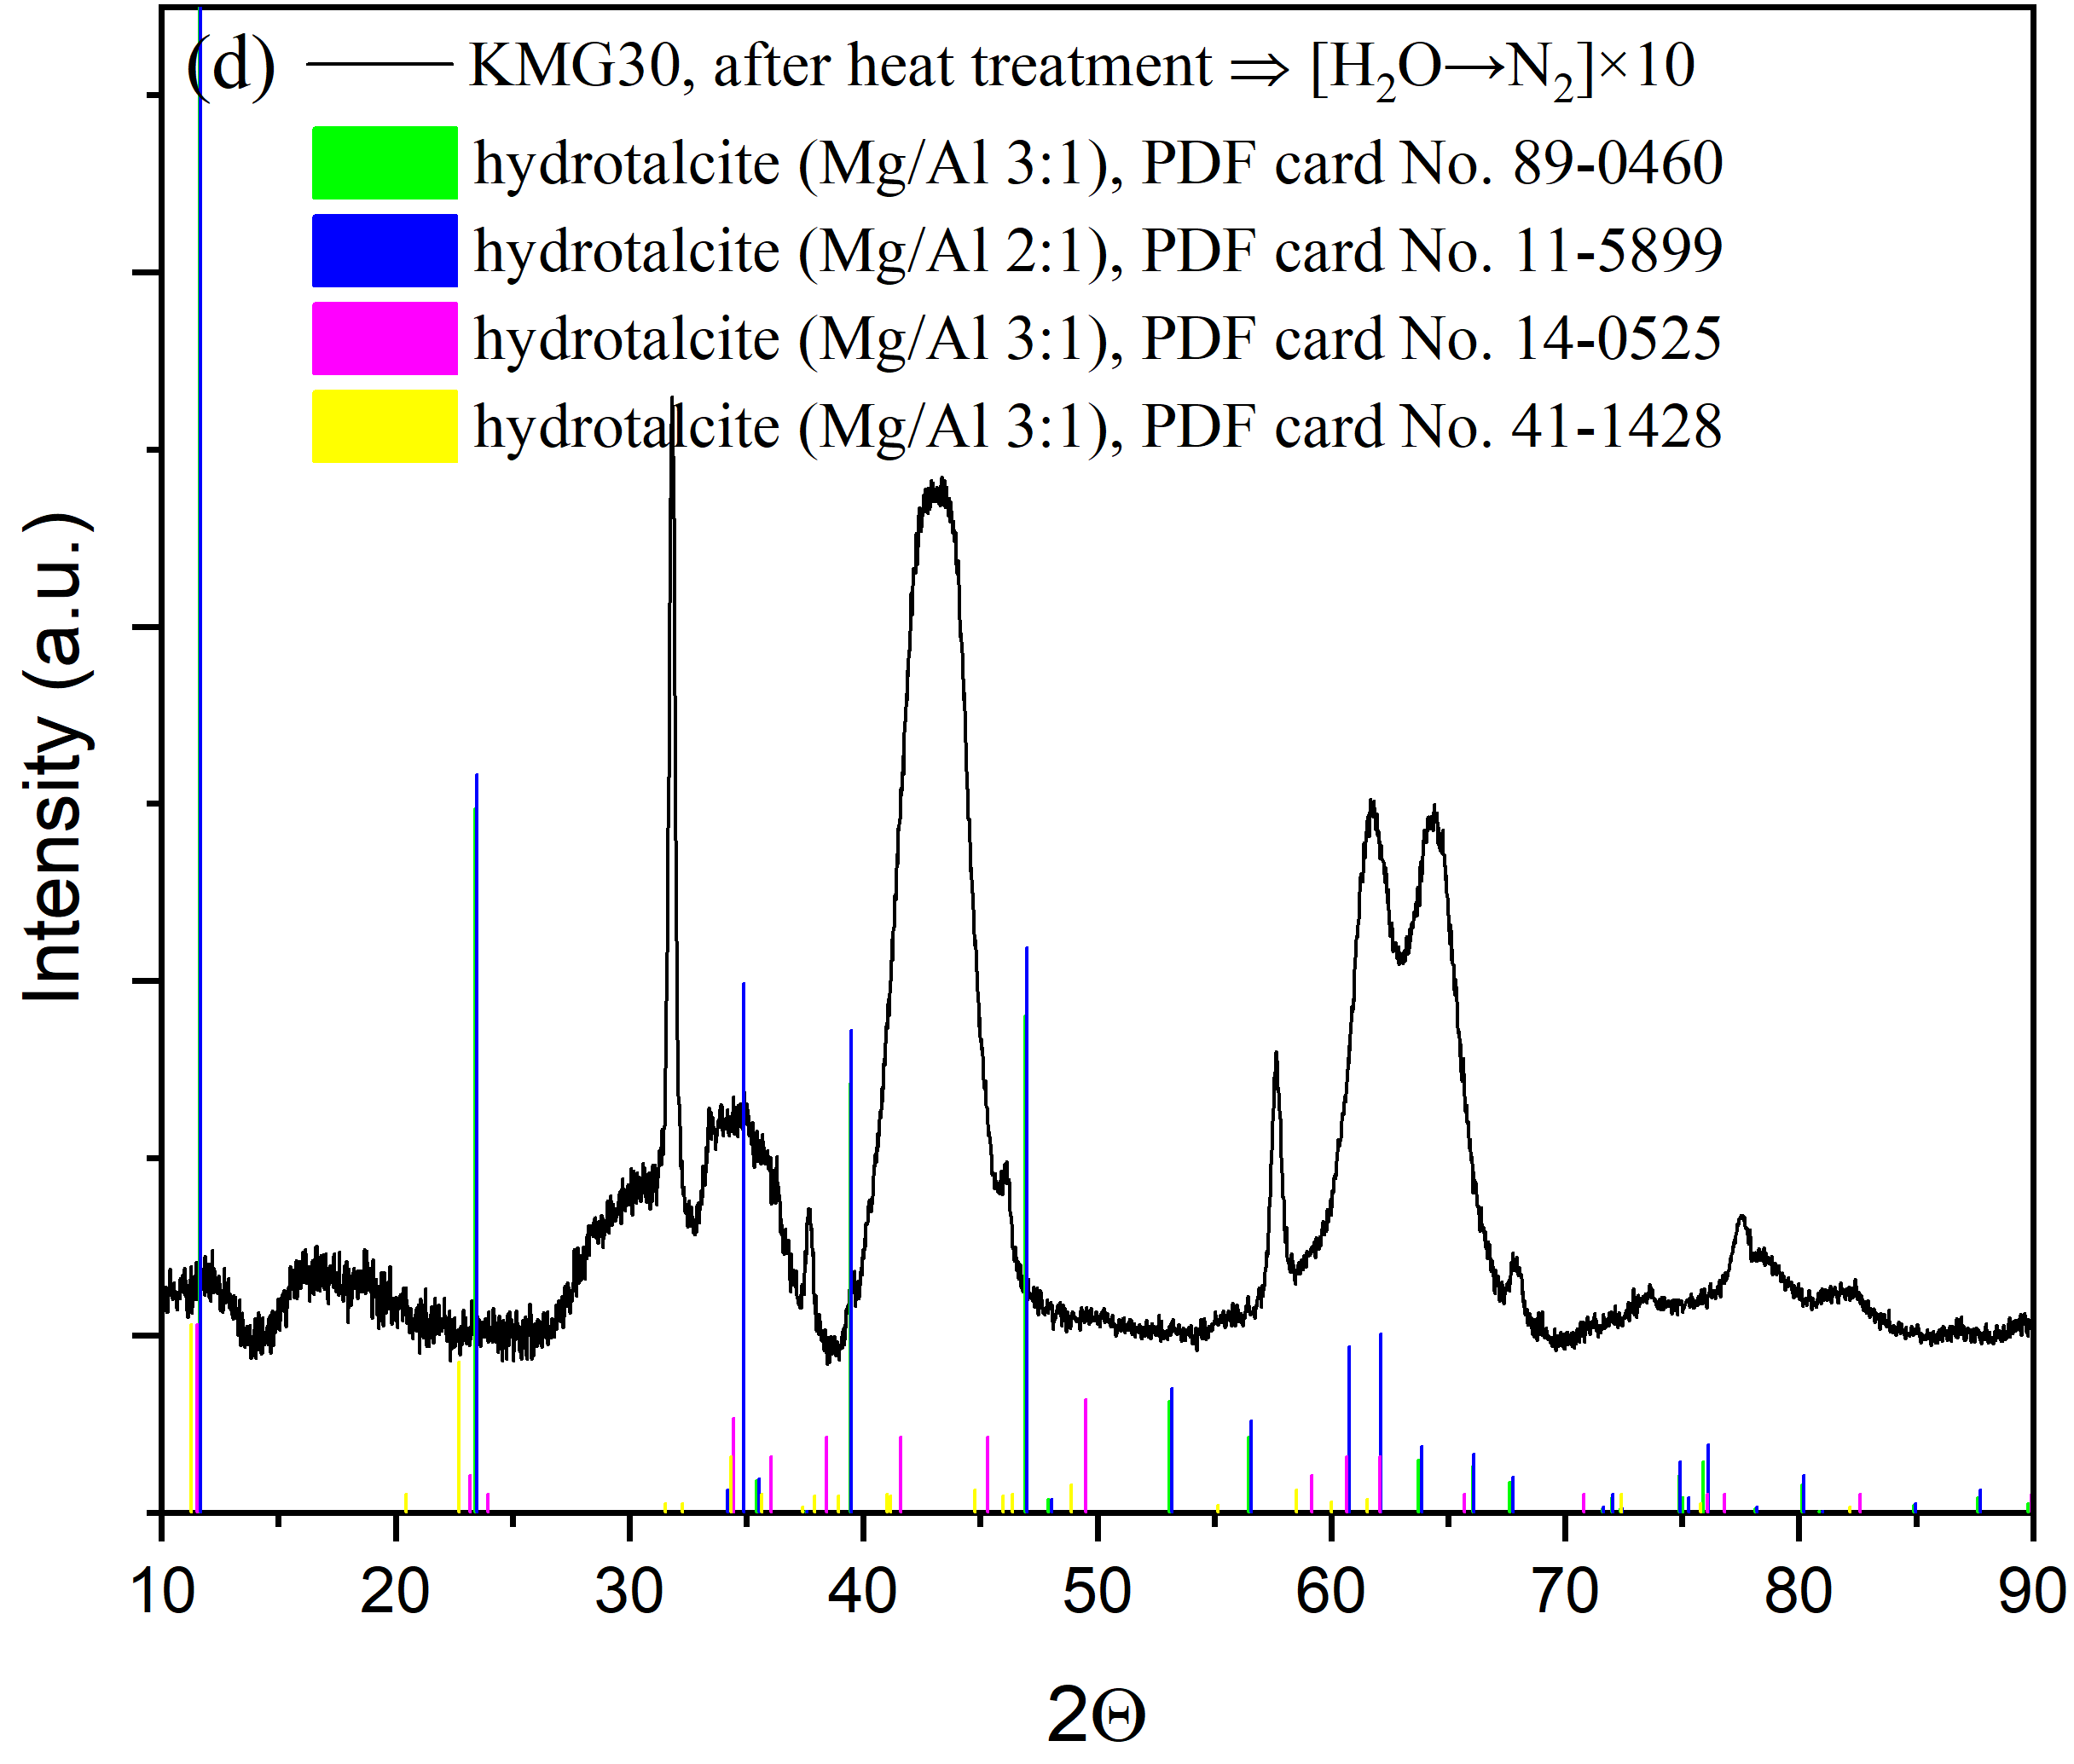 (d) KMG30, after heat treatment ⇒ [H₂O→N₂]×10
hydrotalcite (Mg/Al 3:1), PDF card No. 89-0460
hydrotalcite (Mg/Al 2:1), PDF card No. 11-5899
hydrotalcite (Mg/Al 3:1), PDF card No. 14-0525
hydrotalcite (Mg/Al 3:1), PDF card No. 41-1428
Intensity (a.u.)
10 20 30 40 50 60 70 80 90
2Θ